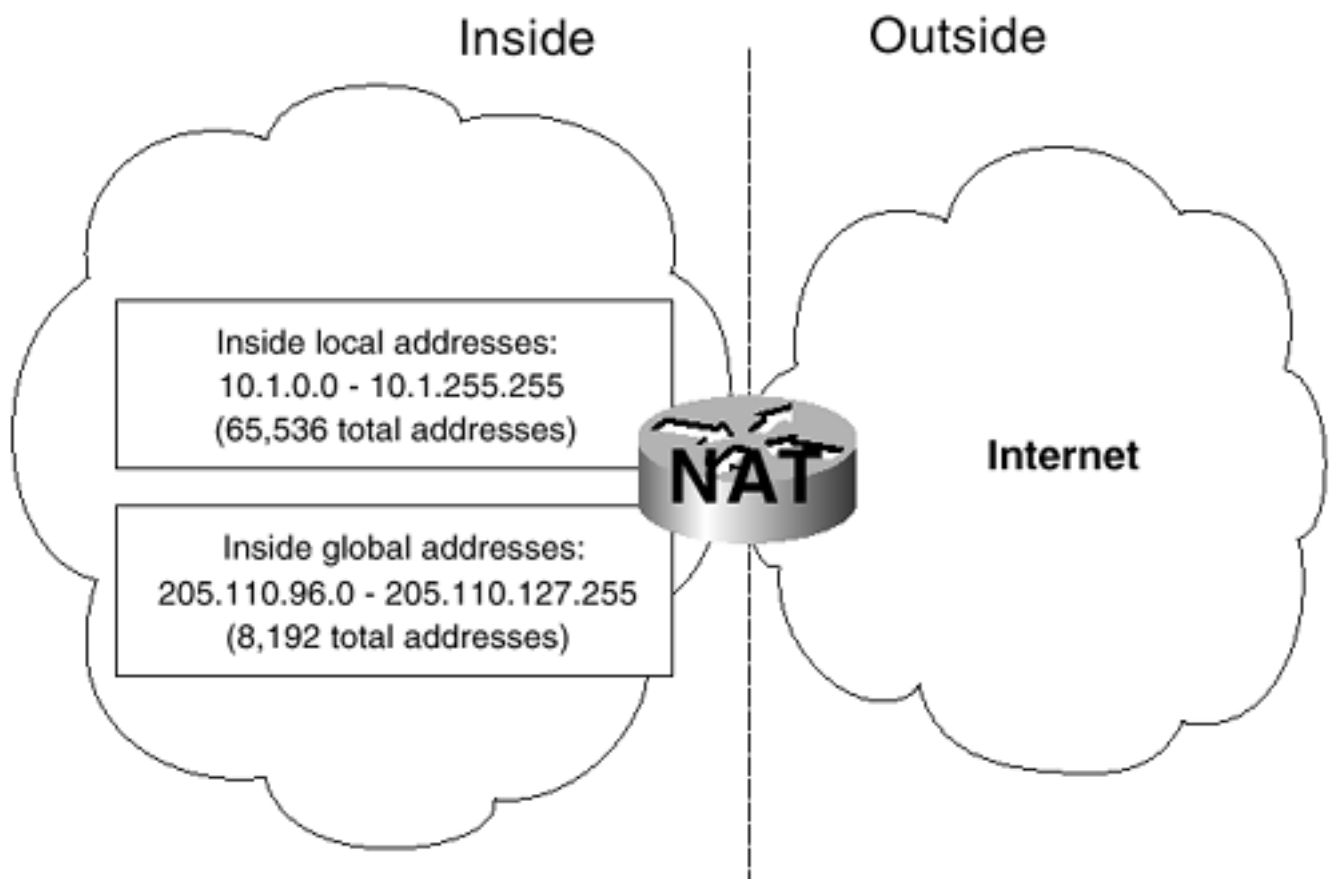 Inside
Outside
Inside local addresses:
10.1.0.0 - 10.1.255.255
(65,536 total addresses)
NAT
Internet
Inside global addresses:
205.110.96.0 - 205.110.127.255
(8,192 total addresses)